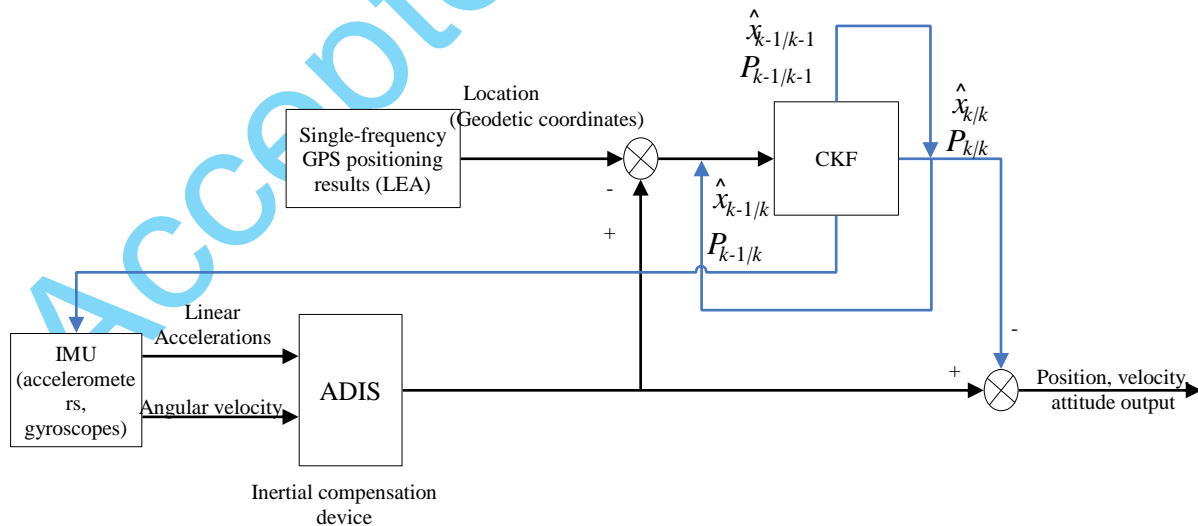 Accepte
x̂k-1/k-1
Pk-1/k-1
Location
(Geodetic coordinates)
Single-frequency
GPS positioning
results (LEA)
-
+
CKF
x̂k/k
Pk/k
x̂k-1/k
Pk-1/k
Linear
Accelerations
IMU
(acceleromete
rs,
gyroscopes)
Angular velocity
ADIS
Inertial compensation
device
-
+
Position, velocity,
attitude output